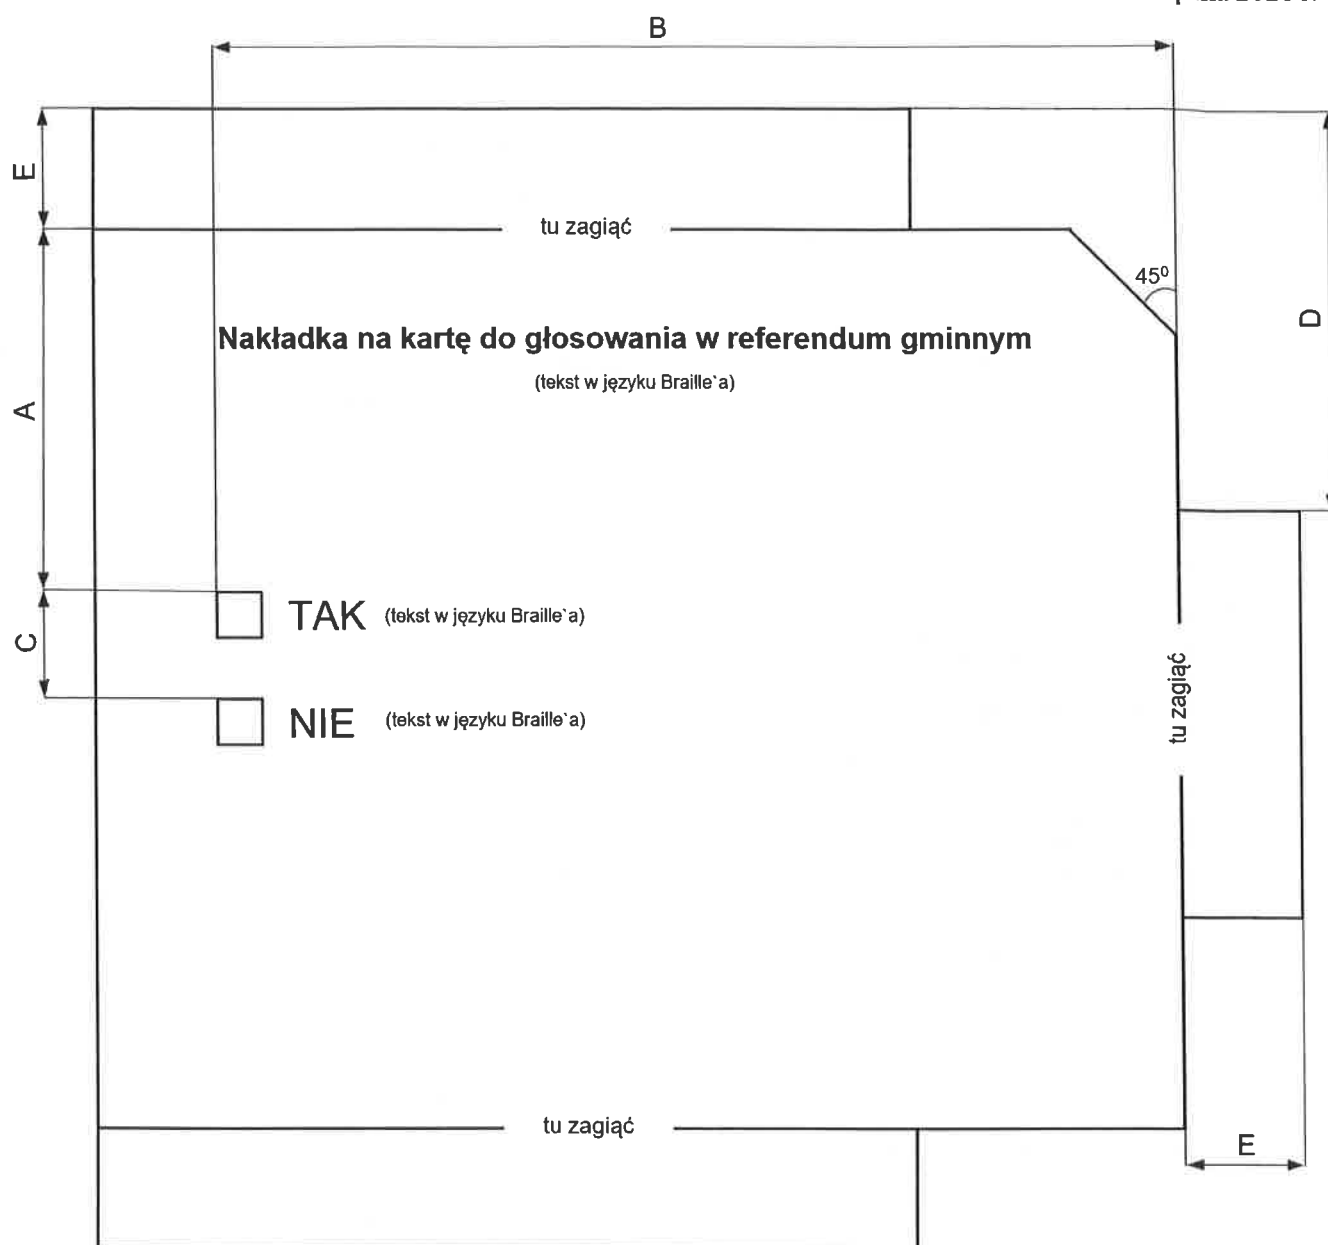 B
E
tu zagiąć
45⁰
D
Nakładka na kartę do głosowania w referendum gminnym
(tekst w języku Braille`a)
A
TAK (tekst w języku Braille`a)
C
tu zagiąć
NIE (tekst w języku Braille`a)
tu zagiąć
E